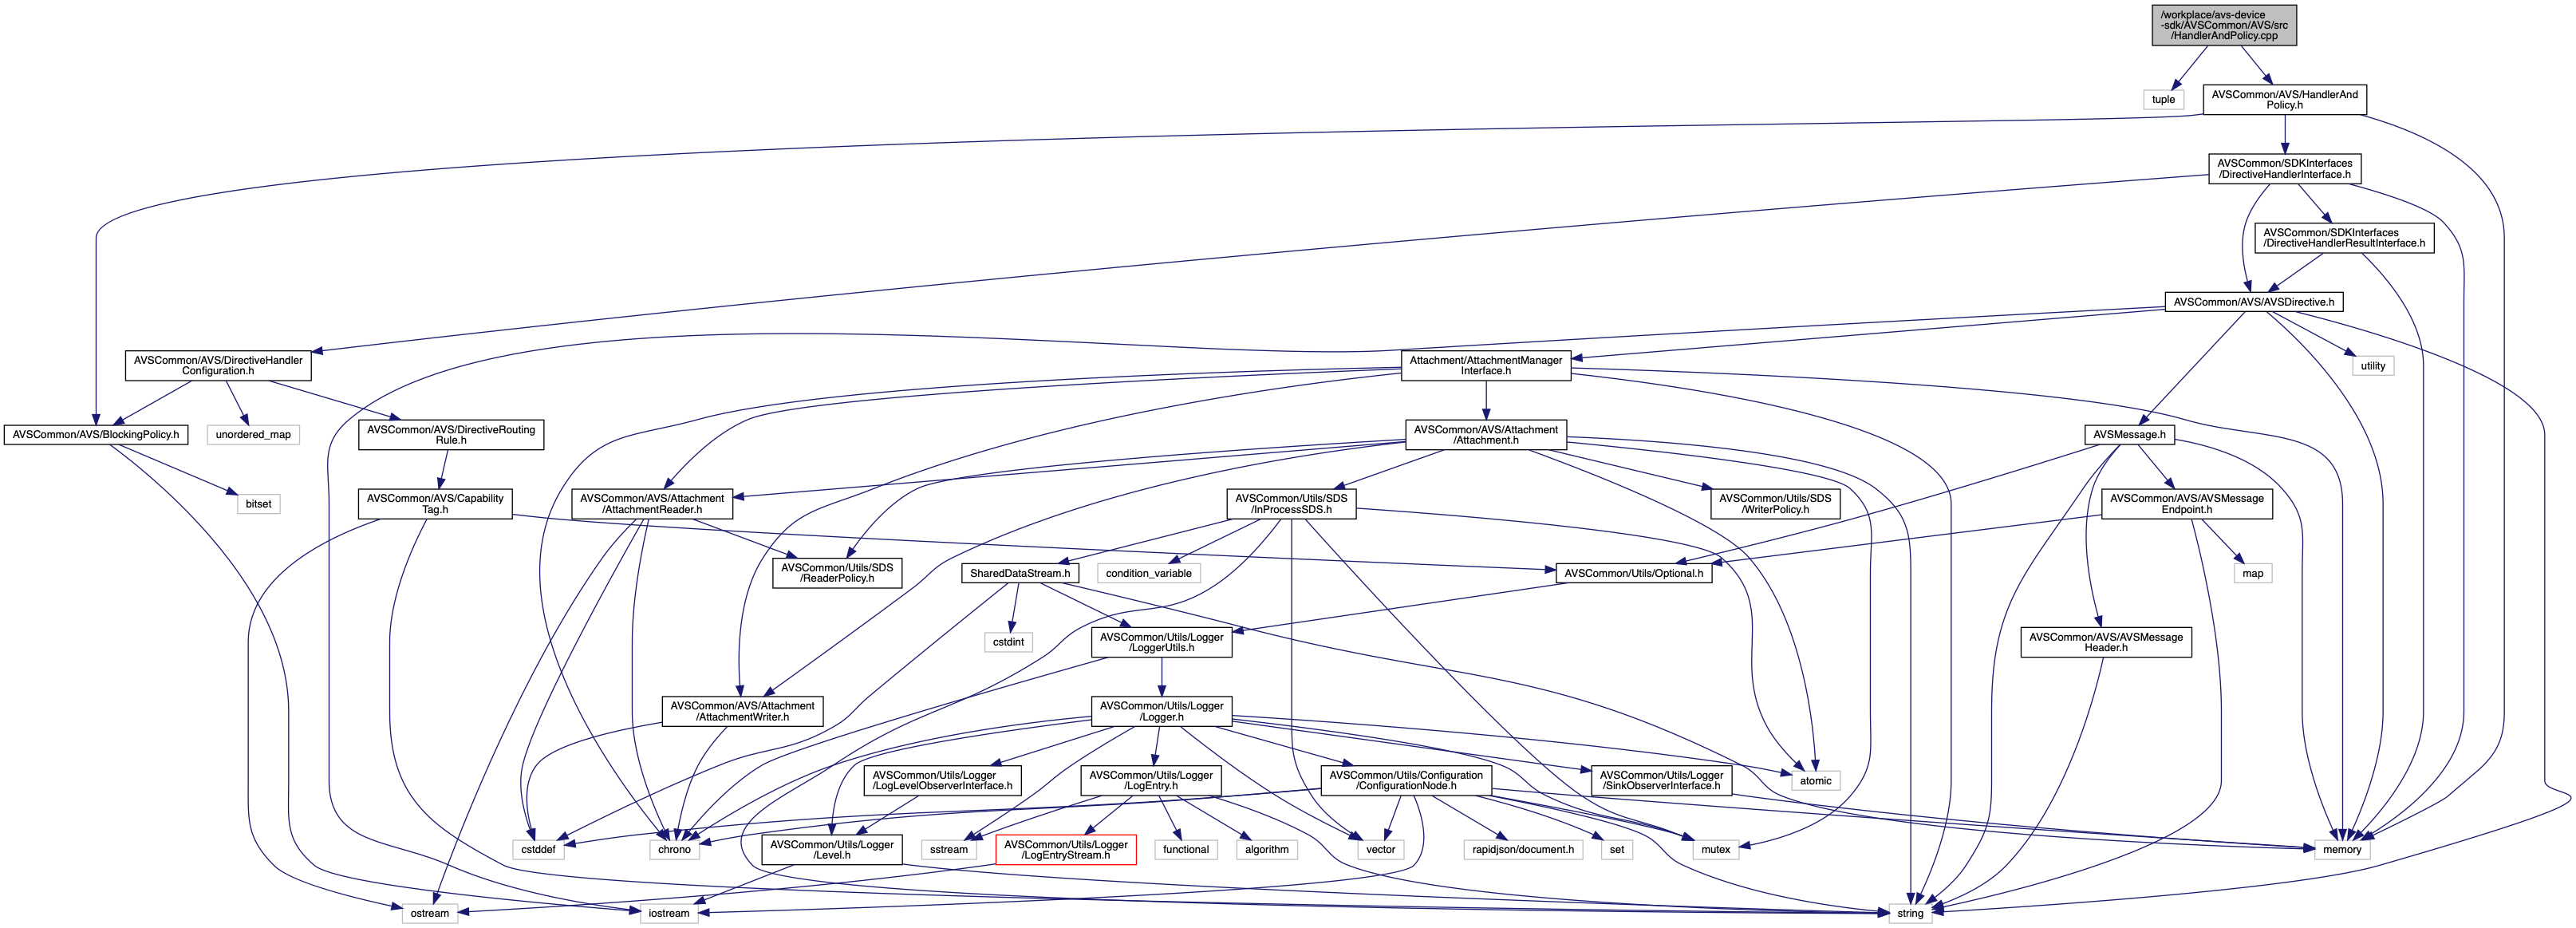 /workplace/avs-device
-sdk/AVSCommon/AVS/src
/HandlerAndPolicy.cpp
tuple
AVSCommon/AVS/HandlerAnd
Policy.h
AVSCommon/SDKInterfaces
/DirectiveHandlerInterface.h
AVSCommon/SDKInterfaces
/DirectiveHandlerResultInterface.h
AVSCommon/AVS/AVSDirective.h
AVSCommon/AVS/DirectiveHandler
Configuration.h
Attachment/AttachmentManager
Interface.h
utility
AVSCommon/AVS/BlockingPolicy.h
unordered_map
AVSCommon/AVS/DirectiveRouting
Rule.h
AVSCommon/AVS/Attachment
/Attachment.h
AVSMessage.h
bitset
AVSCommon/AVS/Capability
Tag.h
AVSCommon/AVS/Attachment
/AttachmentReader.h
AVSCommon/Utils/SDS
/InProcessSDS.h
AVSCommon/Utils/SDS
/WriterPolicy.h
AVSCommon/AVS/AVSMessage
Endpoint.h
AVSCommon/Utils/SDS
/ReaderPolicy.h
SharedDataStream.h
condition_variable
AVSCommon/Utils/Optional.h
map
cstdint
AVSCommon/Utils/Logger
/LoggerUtils.h
AVSCommon/AVS/AVSMessage
Header.h
AVSCommon/AVS/Attachment
/AttachmentWriter.h
AVSCommon/Utils/Logger
/Logger.h
AVSCommon/Utils/Logger
/LogLevelObserverInterface.h
AVSCommon/Utils/Logger
/LogEntry.h
AVSCommon/Utils/Configuration
/ConfigurationNode.h
AVSCommon/Utils/Logger
/SinkObserverInterface.h
atomic
cstddef
chrono
AVSCommon/Utils/Logger
/Level.h
sstream
AVSCommon/Utils/Logger
/LogEntryStream.h
functional
algorithm
vector
rapidjson/document.h
set
mutex
memory
ostream
iostream
string